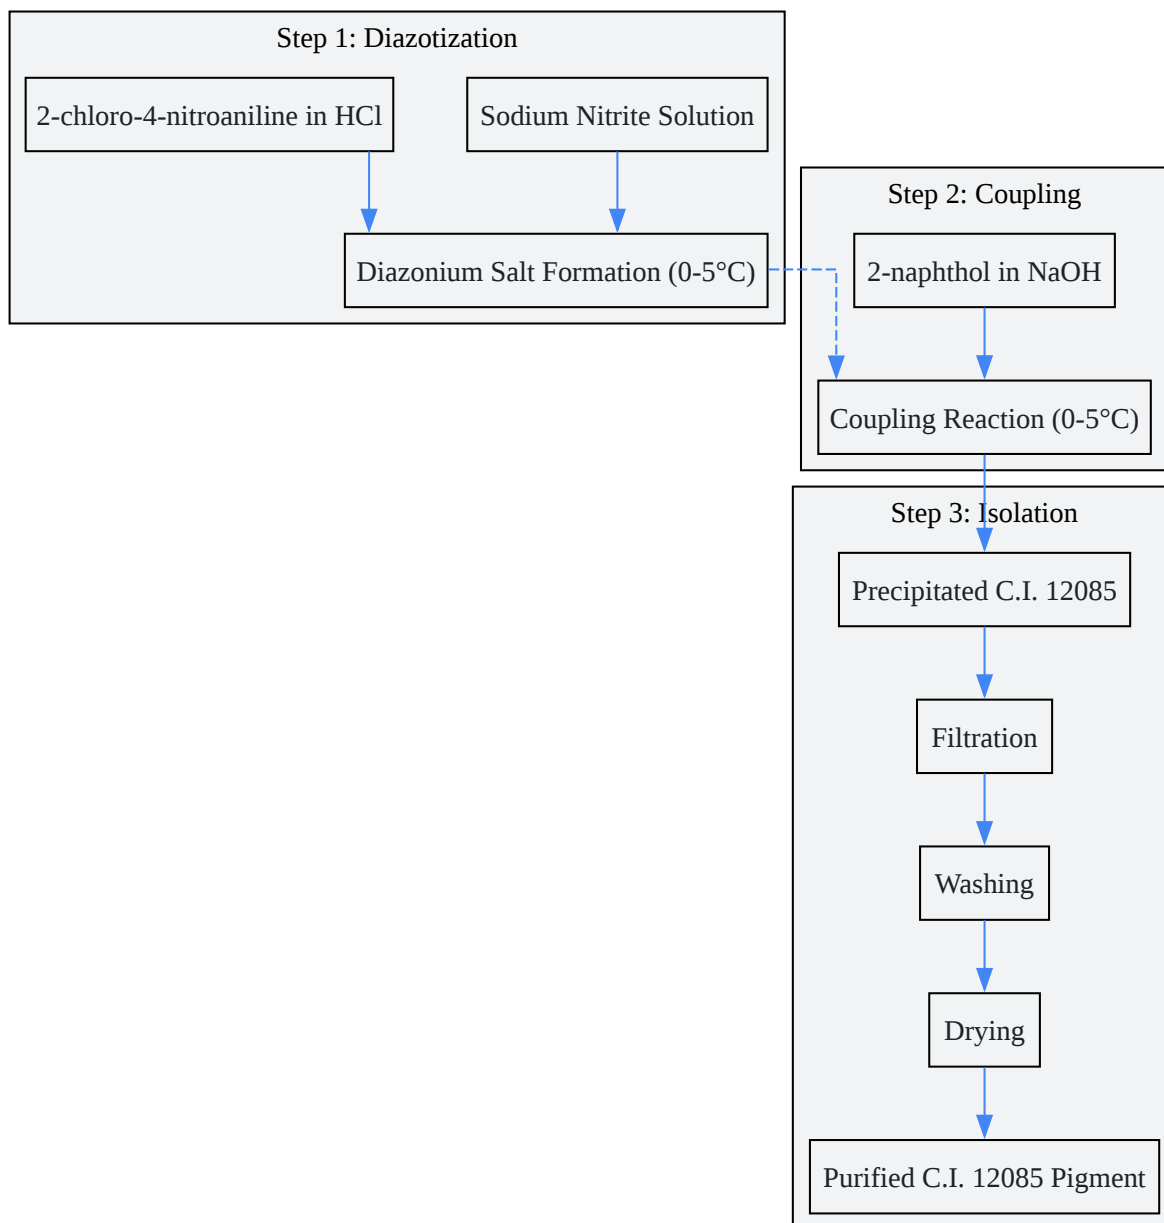 Step 1: Diazotization
2-chloro-4-nitroaniline in HCl
Sodium Nitrite Solution
Diazonium Salt Formation (0-5°C)
Step 2: Coupling
2-naphthol in NaOH
Coupling Reaction (0-5°C)
Step 3: Isolation
Precipitated C.I. 12085
Filtration
Washing
Drying
Purified C.I. 12085 Pigment